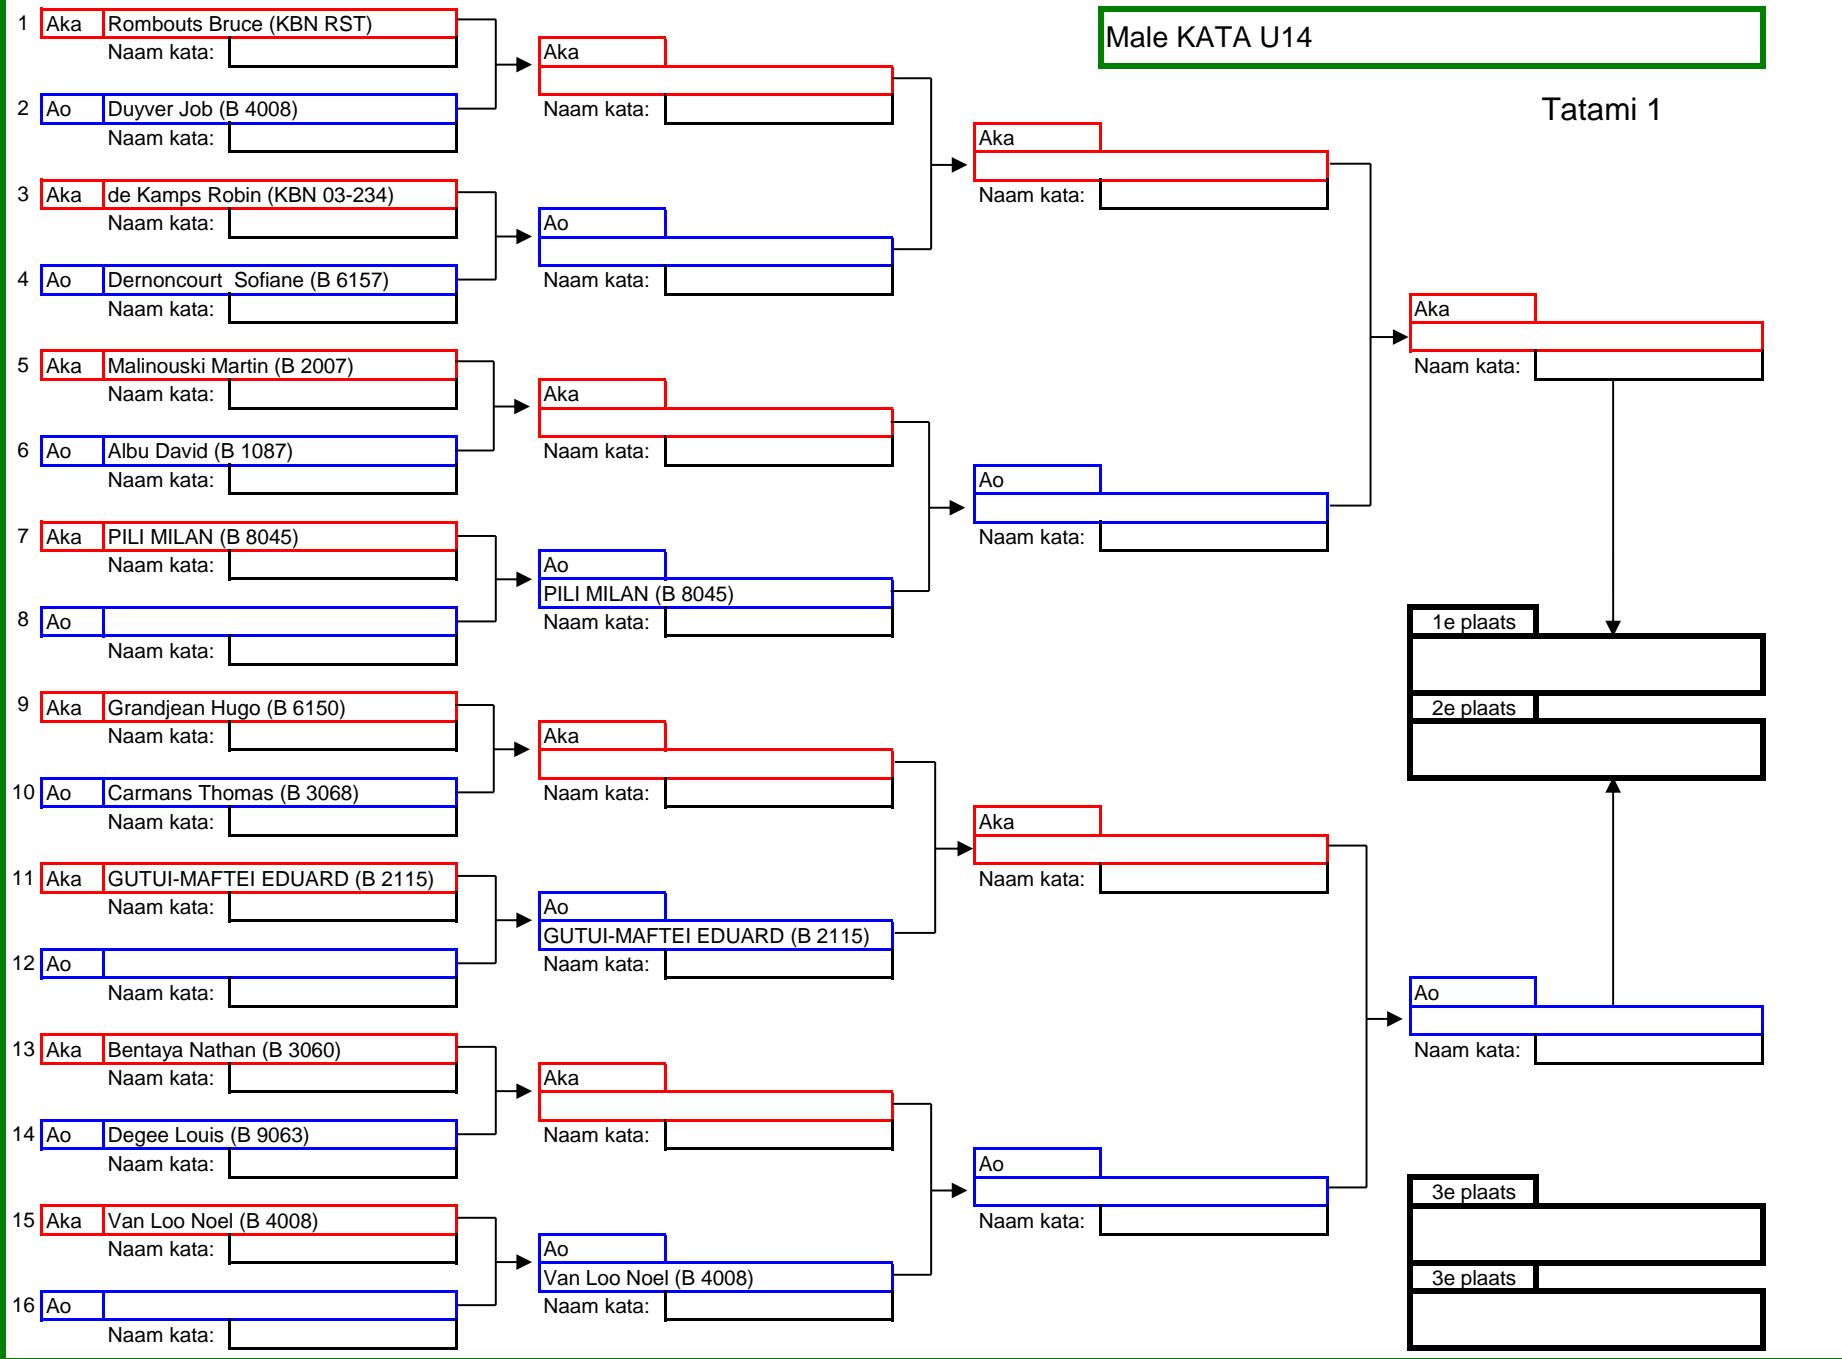 Male KATA U14
Tatami 1
1 Aka Rombouts Bruce (KBN RST)
Naam kata:
2 Ao Duyver Job (B 4008)
Naam kata:
3 Aka de Kamps Robin (KBN 03-234)
Naam kata:
4 Ao Dernoncourt  Sofiane (B 6157)
Naam kata:
5 Aka Malinouski Martin (B 2007)
Naam kata:
6 Ao Albu David (B 1087)
Naam kata:
7 Aka PILI MILAN (B 8045)
Naam kata:
8 Ao
Naam kata:
9 Aka Grandjean Hugo (B 6150)
Naam kata:
10 Ao Carmans Thomas (B 3068)
Naam kata:
11 Aka GUTUI-MAFTEI EDUARD (B 2115)
Naam kata:
12 Ao
Naam kata:
13 Aka Bentaya Nathan (B 3060)
Naam kata:
14 Ao Degee Louis (B 9063)
Naam kata:
15 Aka Van Loo Noel (B 4008)
Naam kata:
16 Ao
Naam kata:
Aka
Naam kata:
Ao
Naam kata:
Aka
Naam kata:
Ao
PILI MILAN (B 8045)
Naam kata:
Aka
Naam kata:
Ao
GUTUI-MAFTEI EDUARD (B 2115)
Naam kata:
Aka
Naam kata:
Ao
Van Loo Noel (B 4008)
Naam kata:
Aka
Naam kata:
Ao
Naam kata:
Aka
Naam kata:
Ao
Naam kata:
Aka
Naam kata:
1e plaats
2e plaats
Ao
Naam kata:
3e plaats
3e plaats